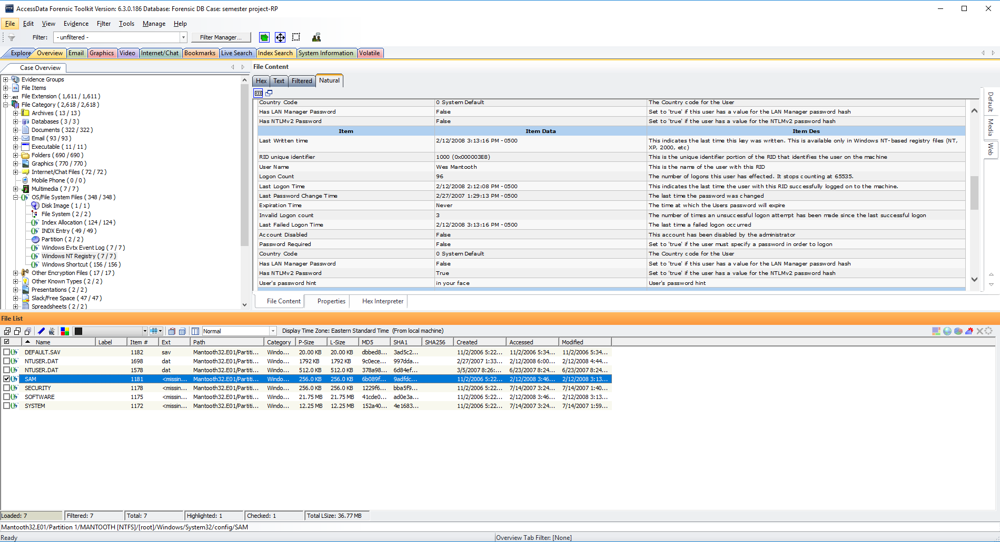 AccessData Forensic Toolkit Version: 6.3.0.186 Database: Forensic DB Case: semester project-RP
File Edit View Evidence Filter Tools Manage Help
Filter: - unfiltered - Filter Manager...
Explore Overview Email Graphics Video Internet/Chat Bookmarks Live Search Index Search System Information Volatile
Case Overview
Evidence Groups
File Items
File Extension ( 1,611 / 1,611 )
File Category ( 2,618 / 2,618 )
Archives ( 13 / 13 )
Databases ( 3 / 3 )
Documents ( 322 / 322 )
Email ( 93 / 93 )
Executable ( 11 / 11 )
Folders ( 690 / 690 )
Graphics ( 770 / 770 )
Internet/Chat Files ( 72 / 72 )
Mobile Phone ( 0 / 0 )
Multimedia ( 7 / 7 )
OS/File System Files ( 348 / 348 )
Disk Image ( 1 / 1 )
File System ( 2 / 2 )
Index Allocation ( 124 / 124 )
INDX Entry ( 49 / 49 )
Partition ( 2 / 2 )
Windows Evtx Event Log ( 7 / 7 )
Windows NT Registry ( 7 / 7 )
Windows Shortcut ( 156 / 156 )
Other Encryption Files ( 17 / 17 )
Other Known Types ( 2 / 2 )
Presentations ( 2 / 2 )
Slack/Free Space ( 47 / 47 )
Spreadsheets ( 2 / 2 )
File Content
Hex Text Filtered Natural
CSS
Country Code 0 System Default The Country code for the User
Has LAN Manager Password False Set to 'true' if this user has a value for the LAN Manager password hash
Has NTLMv2 Password False Set to 'true' if the user has a value for the NTLMv2 password hash
Item Item Data Item Des
Last Written time 2/12/2008 3:13:16 PM -0500 This indicates the last time this key was written. This is available only in Windows NT-based registry files (NT,
XP, 2000, etc)
RID unique identifier 1000 (0x000003E8) This is the unique identifier portion of the RID that identifies the user on the machine
User Name Wes Mantooth This is the name of the user with this RID
Logon Count 96 The number of logons this user has effected. It stops counting at 65535.
Last Logon Time 2/12/2008 2:12:08 PM -0500 This indicates the last time the user with this RID successfully logged on to the machine.
Last Password Change Time 2/27/2007 1:29:13 PM -0500 The last time the password was changed
Expiration Time Never The time at which the Users password will expire
Invalid Logon count 3 The number of times an unsuccessful logon attempt has been made since the last successful logon
Last Failed Logon Time 2/12/2008 3:13:16 PM -0500 The last time a failed logon occurred
Account Disabled False This account has been disabled by the administrator
Password Required False Set to 'true' if the user must specify a password in order to logon
Country Code 0 System Default The Country code for the User
Has LAN Manager Password False Set to 'true' if this user has a value for the LAN Manager password hash
Has NTLMv2 Password True Set to 'true' if the user has a value for the NTLMv2 password hash
User's password hint in your face User's password hint
Default
Media
Web
File Content Properties Hex Interpreter
File List
Normal Display Time Zone: Eastern Standard Time (From local machine)
Name Label Item # Ext Path Category P-Size L-Size MD5 SHA1 SHA256 Created Accessed Modified
DEFAULT.SAV 1182 sav Mantooth32.E01/Partiti... Windo... 20.00 KB 20.00 KB dbbed8... 3ad5c2... 11/2/2006 5:22... 11/2/2006 5:34... 11/2/2006 5:34...
NTUSER.DAT 1698 dat Mantooth32.E01/Partiti... Windo... 1792 KB 1792 KB 9c0ece... 997dda... 2/27/2007 1:33... 2/12/2008 6:00... 2/12/2008 4:44...
NTUSER.DAT 1578 dat Mantooth32.E01/Partiti... Windo... 512.0 KB 512.0 KB 378a98... 6d84ef... 3/5/2007 8:26:... 6/23/2007 8:24... 6/23/2007 8:24...
SAM 1181 <missin... Mantooth32.E01/Partiti... Windo... 256.0 KB 256.0 KB 6b089f... 9adfdc... 11/2/2006 5:22... 2/12/2008 3:46... 2/12/2008 3:13...
SECURITY 1178 <missin... Mantooth32.E01/Partiti... Windo... 256.0 KB 256.0 KB 1229f6... bba5f9... 11/2/2006 5:22... 7/14/2007 3:24... 7/14/2007 1:40...
SOFTWARE 1175 <missin... Mantooth32.E01/Partiti... Windo... 21.75 MB 21.75 MB 41cde0... ad0e3a... 11/2/2006 5:22... 2/12/2008 3:46... 2/12/2008 3:13...
SYSTEM 1172 <missin... Mantooth32.E01/Partiti... Windo... 12.25 MB 12.25 MB 152a40... 4e1683... 11/2/2006 5:22... 7/14/2007 3:24... 7/14/2007 1:59...
Loaded: 7 Filtered: 7 Total: 7 Highlighted: 1 Checked: 1 Total LSize: 36.77 MB
Mantooth32.E01/Partition 1/MANTOOTH [NTFS]/[root]/Windows/System32/config/SAM
Ready Overview Tab Filter: [None]